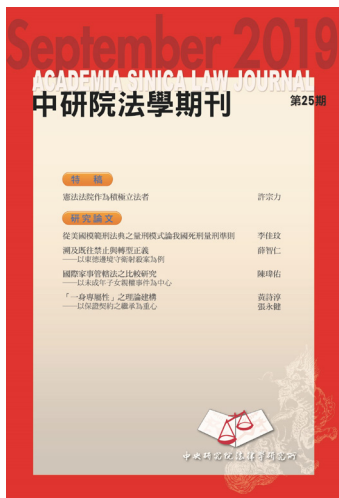 September 2019
ACADEMIA SINICA LAW JOURNAL
中研院法學期刊 第25期
特 稿
憲法法院作為積極立法者 許宗力
研究論文
從美國模範刑法典之量刑模式論我國死刑量刑準則 李佳玟
溯及既往禁止與轉型正義 薛智仁
——以東德邊境守衛射殺案為例
國際家事管轄法之比較研究 陳瑋佑
——以未成年子女親權事件為中心
「一身專屬性」之理論建構 黃詩淳
——以保證契約之繼承為重心 張永健
中央研究院法律學研究所